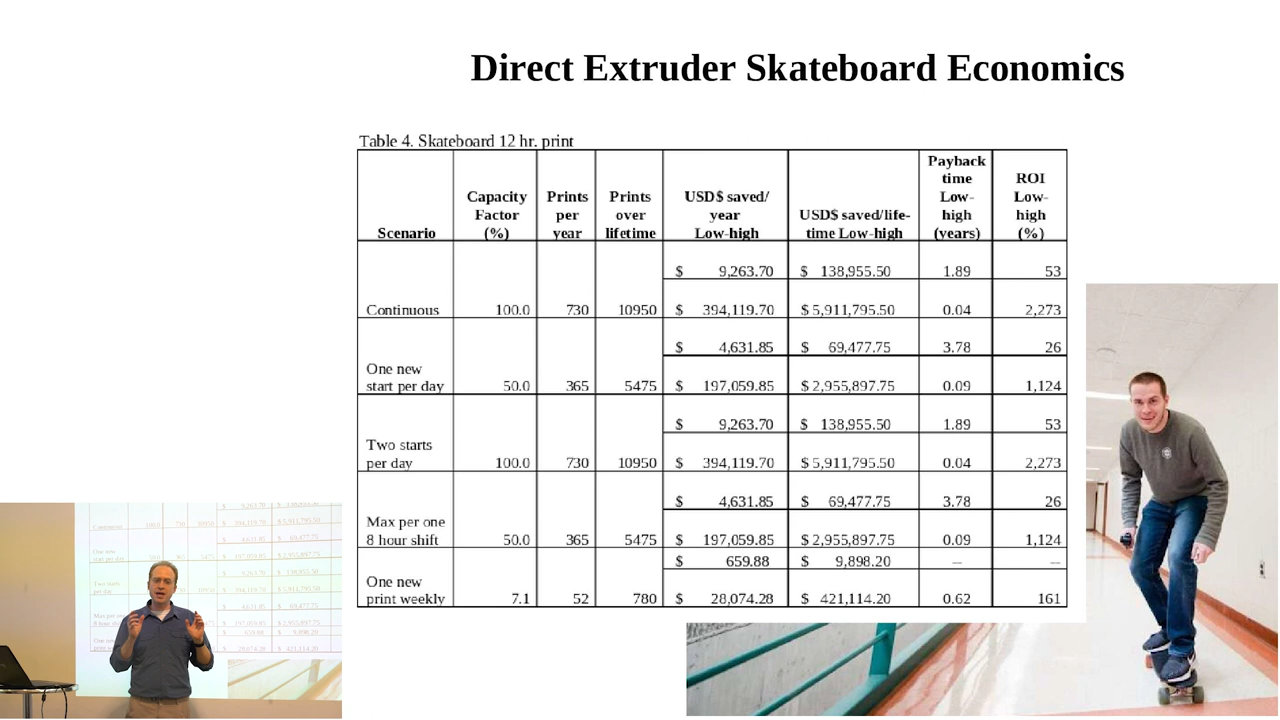 Direct Extruder Skateboard Economics
Table 4. Skateboard 12 hr. print
Scenario Capacity Factor (%) Prints per year Prints over lifetime USD$ saved/ year Low-high USD$ saved/life-time Low-high Payback time Low-high (years) ROI Low-high (%)
$ 9,263.70 $ 138,955.50 1.89 53
Continuous 100.0 730 10950 $ 394,119.70 $ 5,911,795.50 0.04 2,273
$ 4,631.85 $ 69,477.75 3.78 26
One new
start per day 50.0 365 5475 $ 197,059.85 $ 2,955,897.75 0.09 1,124
$ 9,263.70 $ 138,955.50 1.89 53
Two starts
per day 100.0 730 10950 $ 394,119.70 $ 5,911,795.50 0.04 2,273
$ 4,631.85 $ 69,477.75 3.78 26
Max per one
8 hour shift 50.0 365 5475 $ 197,059.85 $ 2,955,897.75 0.09 1,124
$ 659.88 $ 9,898.20 -- --
One new
print weekly 7.1 52 780 $ 28,074.28 $ 421,114.20 0.62 161